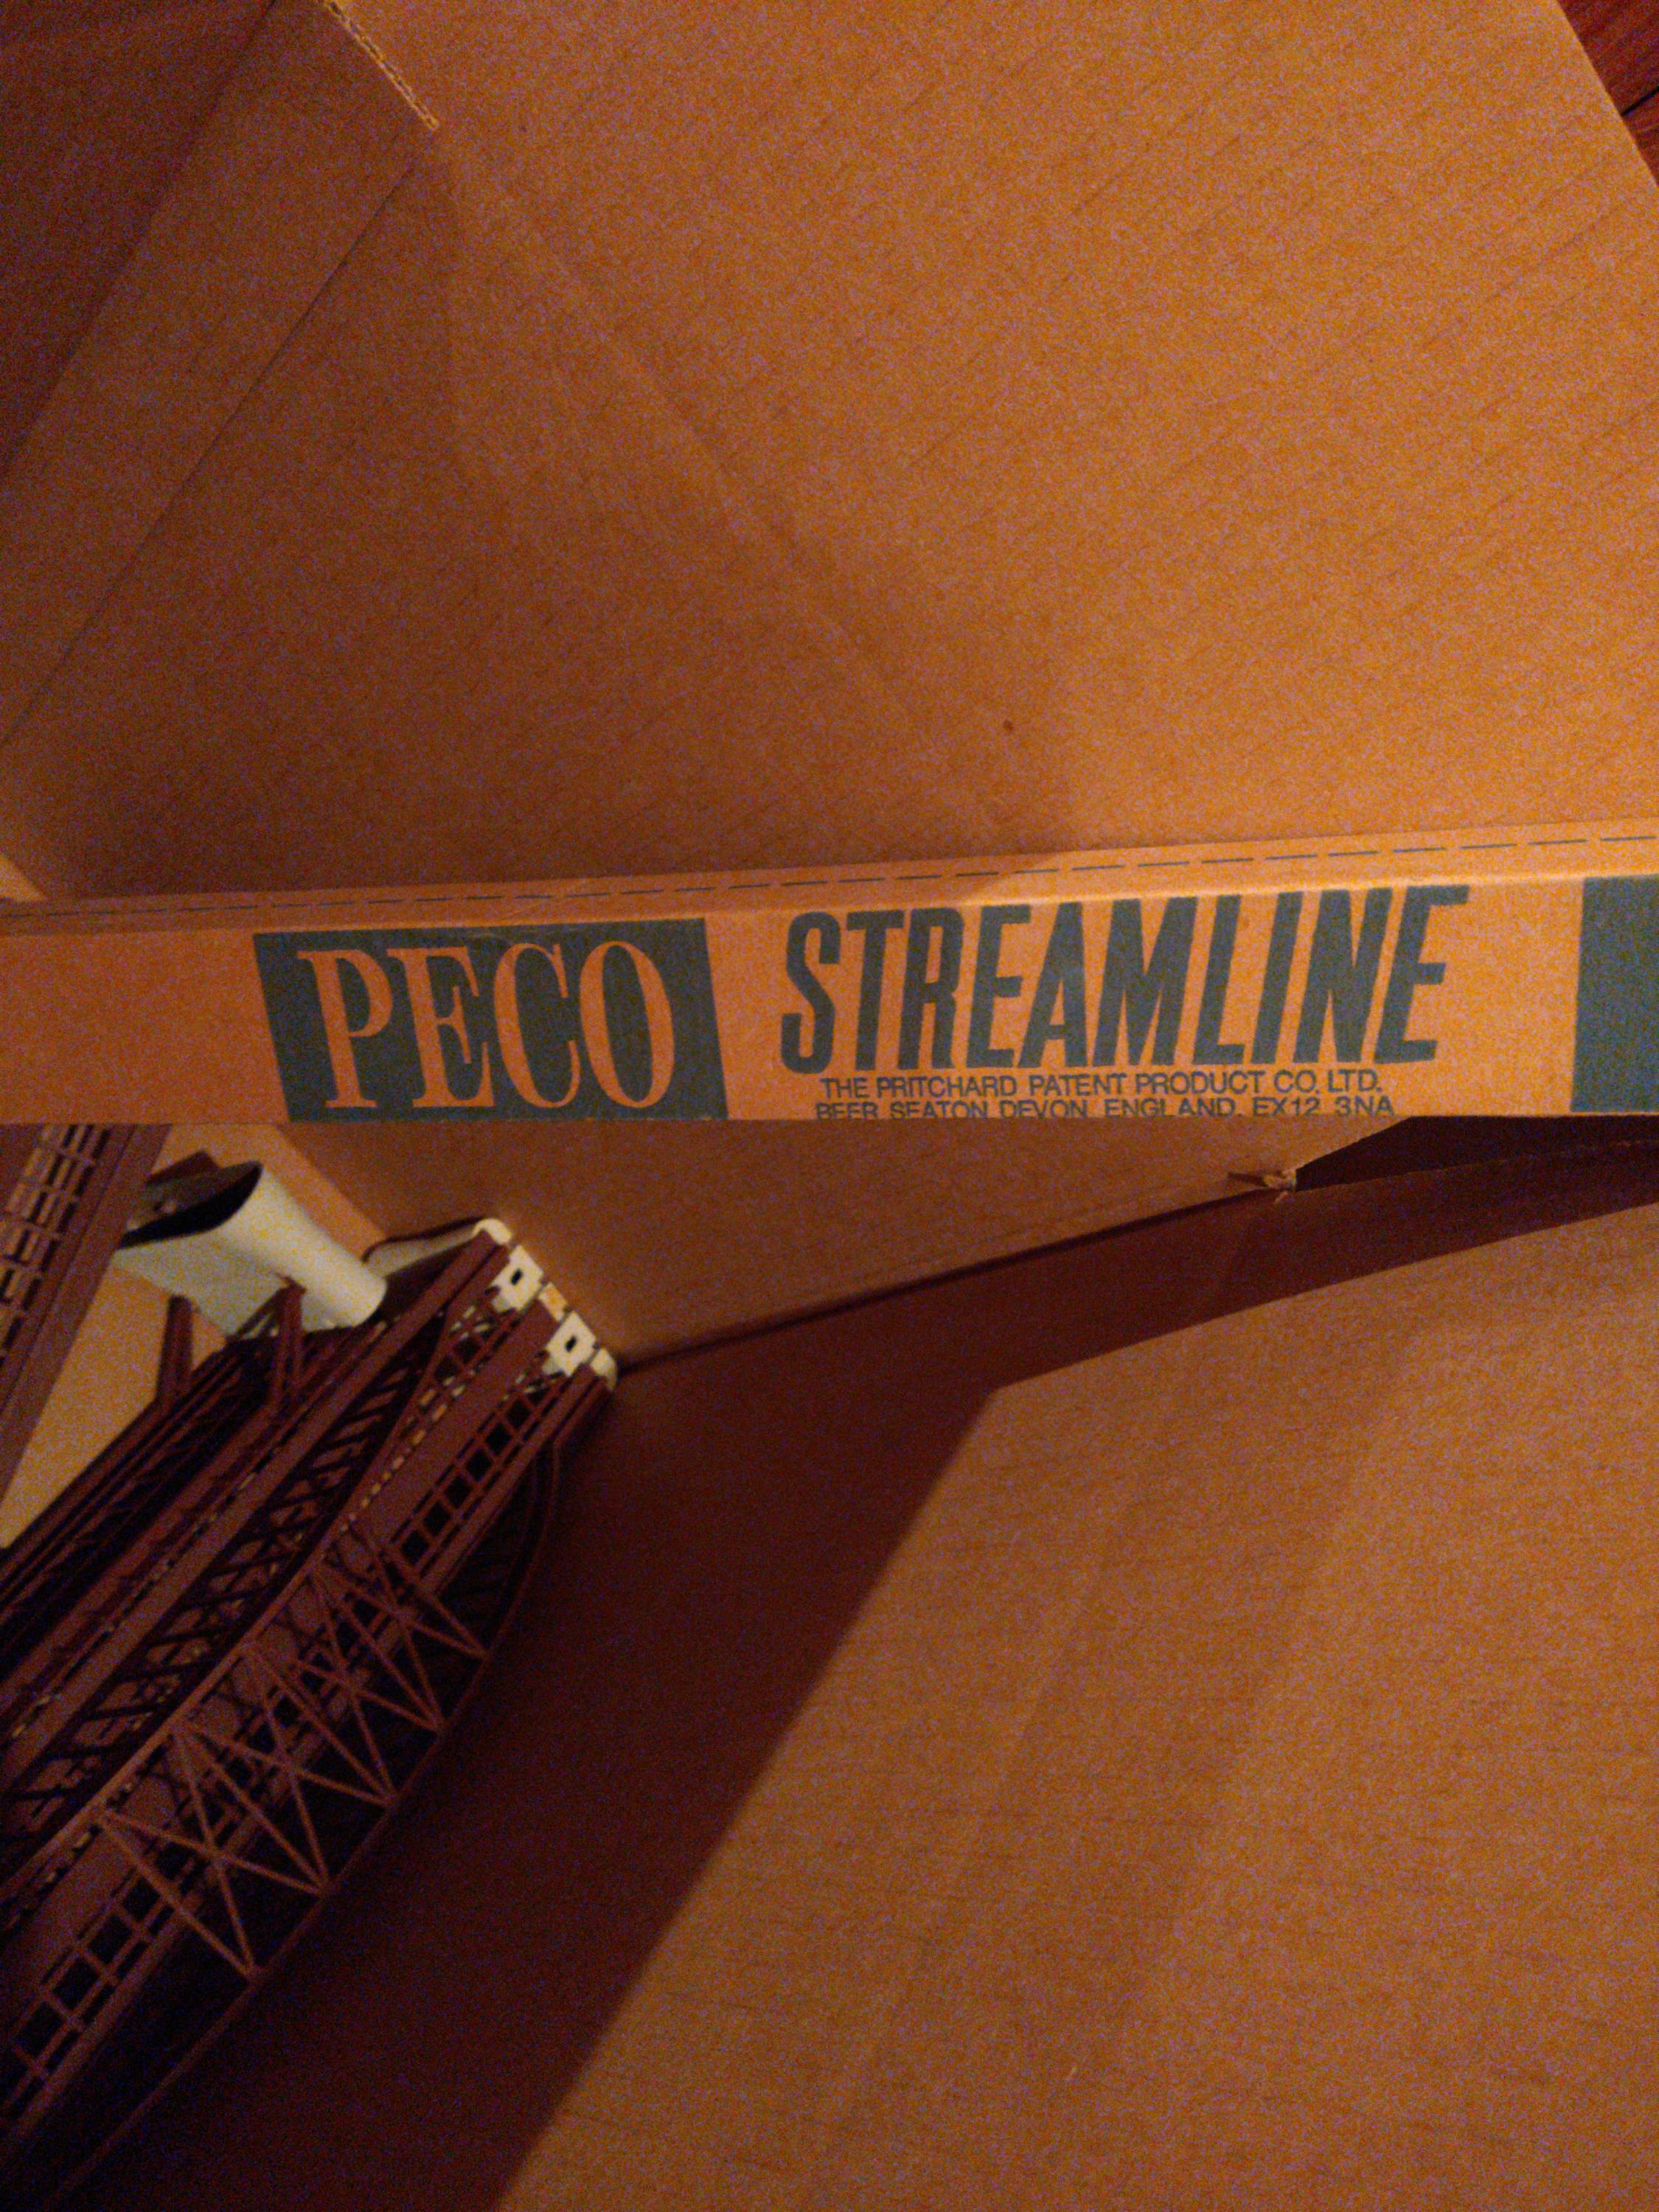 PECO STREAMLINE
THE PRITCHARD PATENT PRODUCT CO. LTD.
BEER SEATON DEVON ENGLAND. EX12 3NA